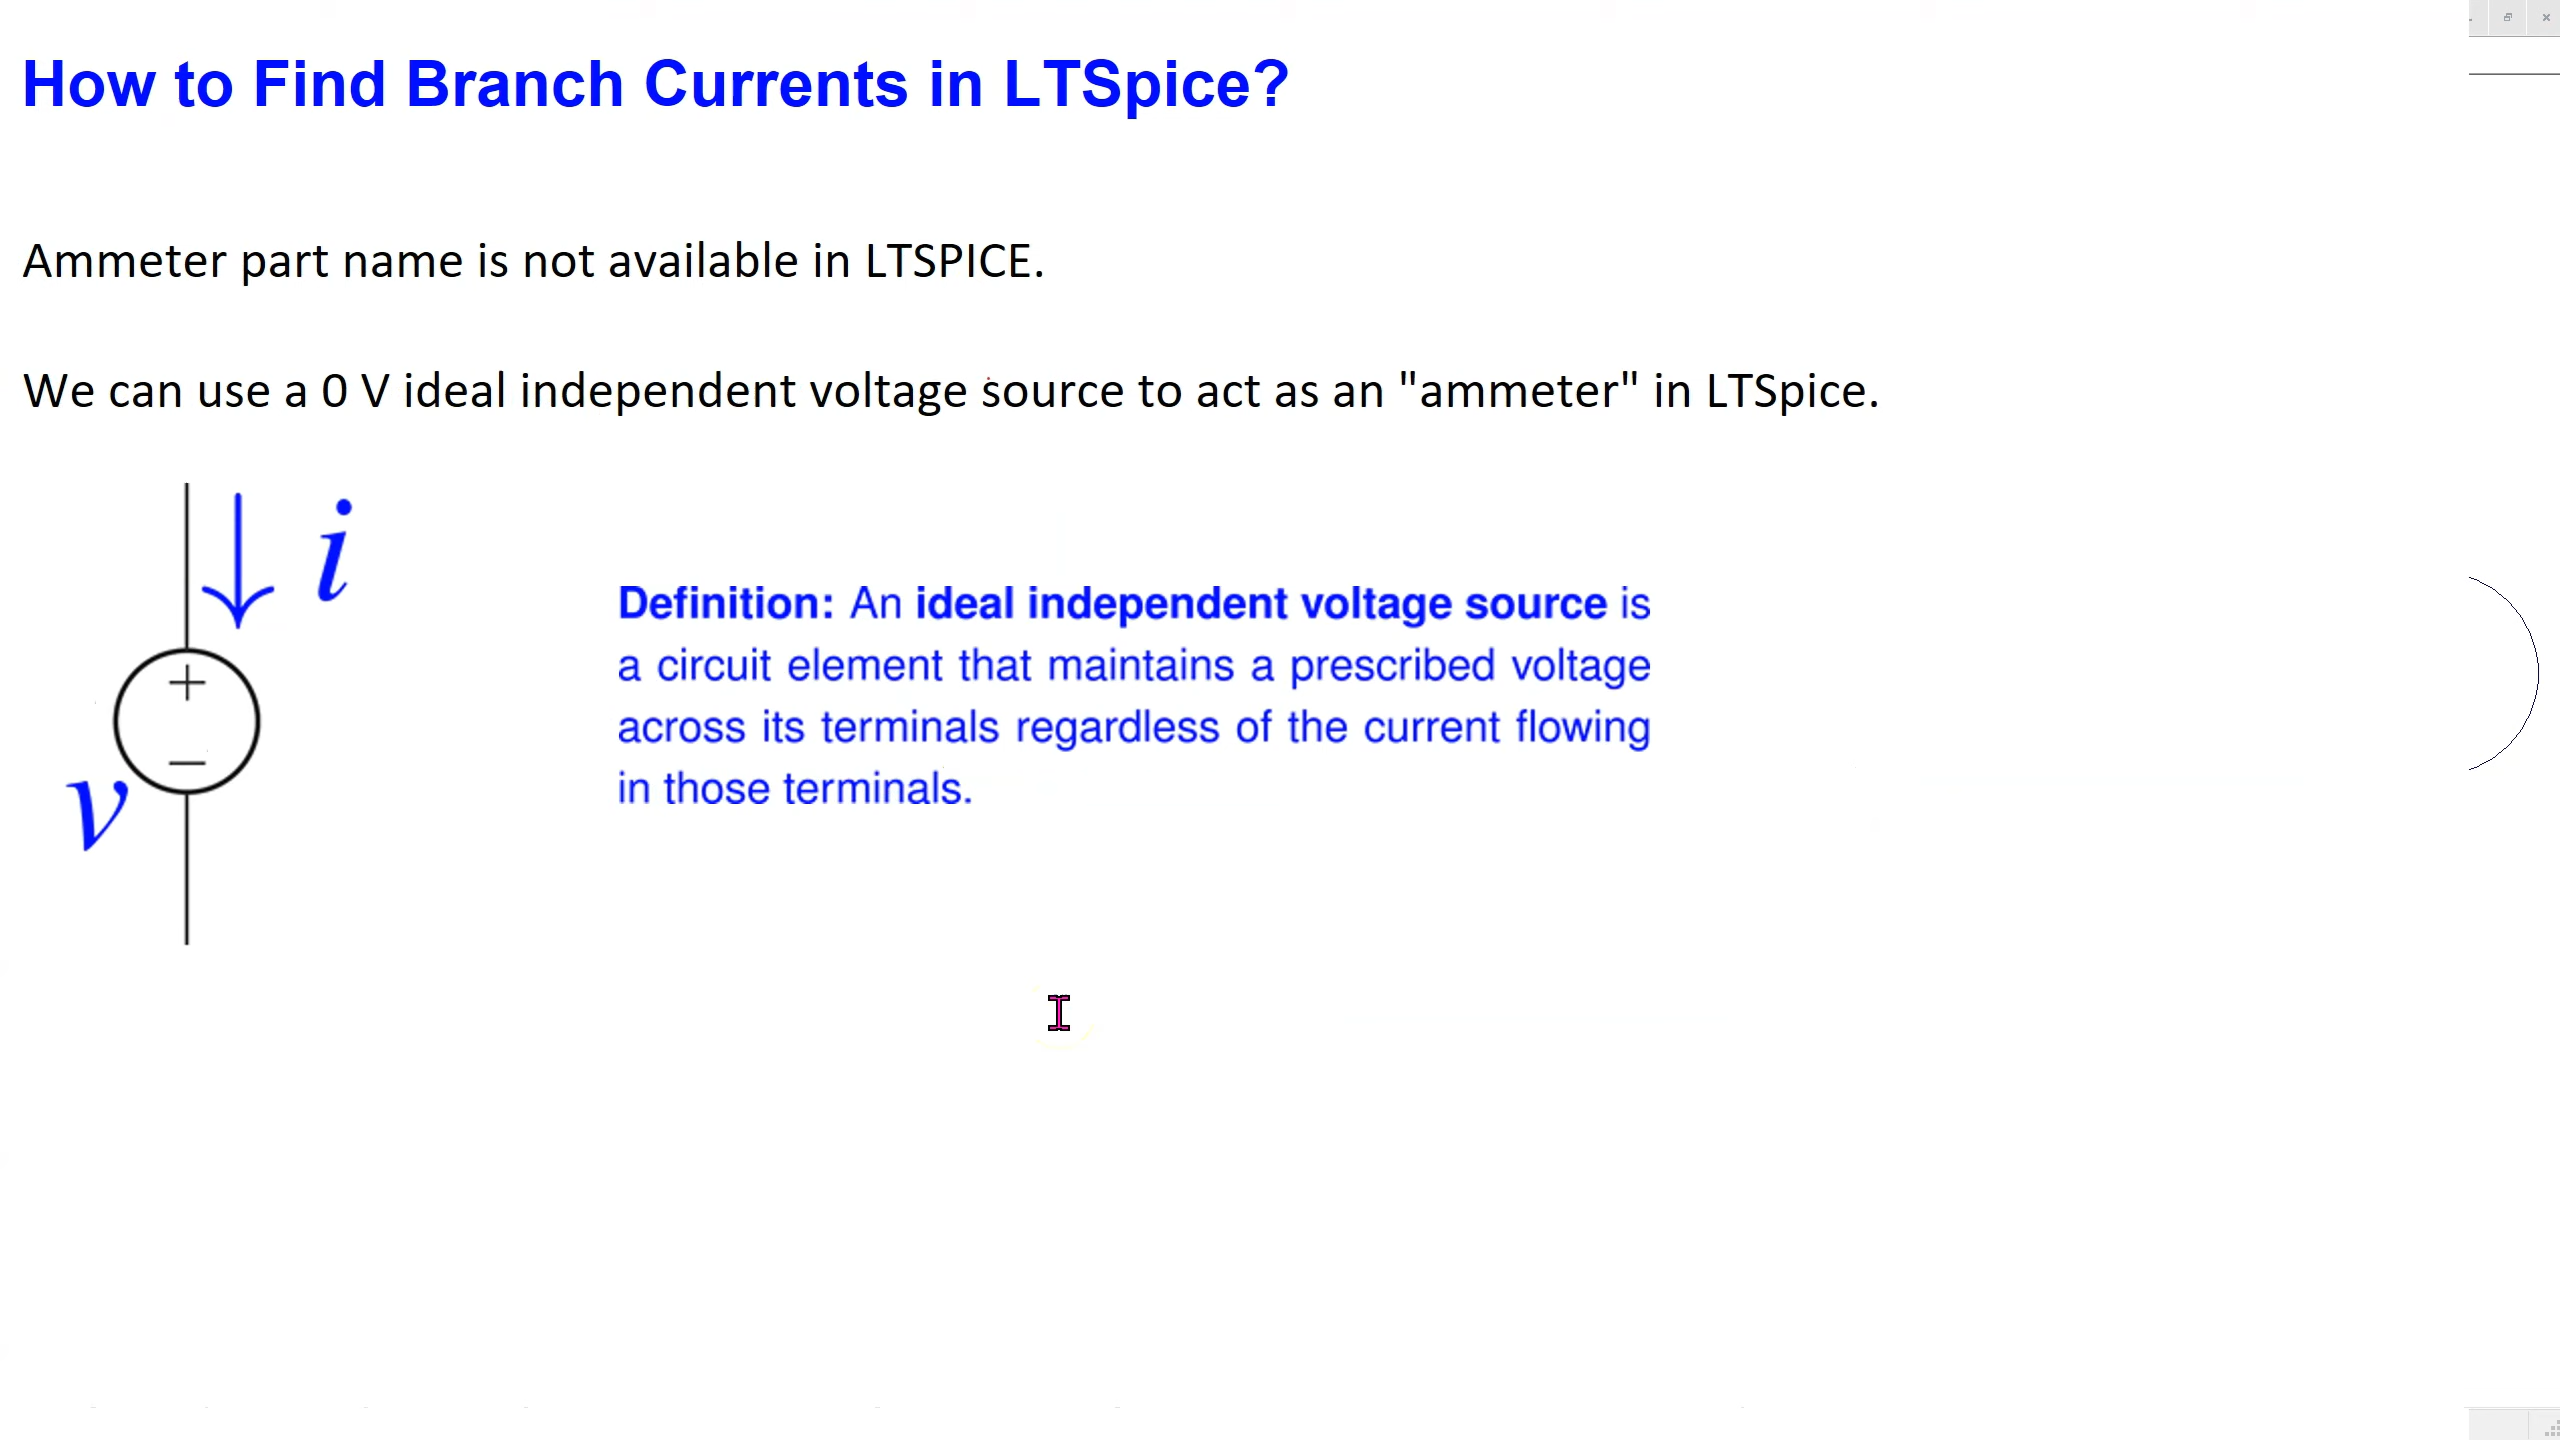 How to Find Branch Currents in LTSpice?
Ammeter part name is not available in LTSPICE.
We can use a 0 V ideal independent voltage source to act as an "ammeter" in LTSpice.
i
+
−
v
Definition: An ideal independent voltage source is
a circuit element that maintains a prescribed voltage
across its terminals regardless of the current flowing
in those terminals.